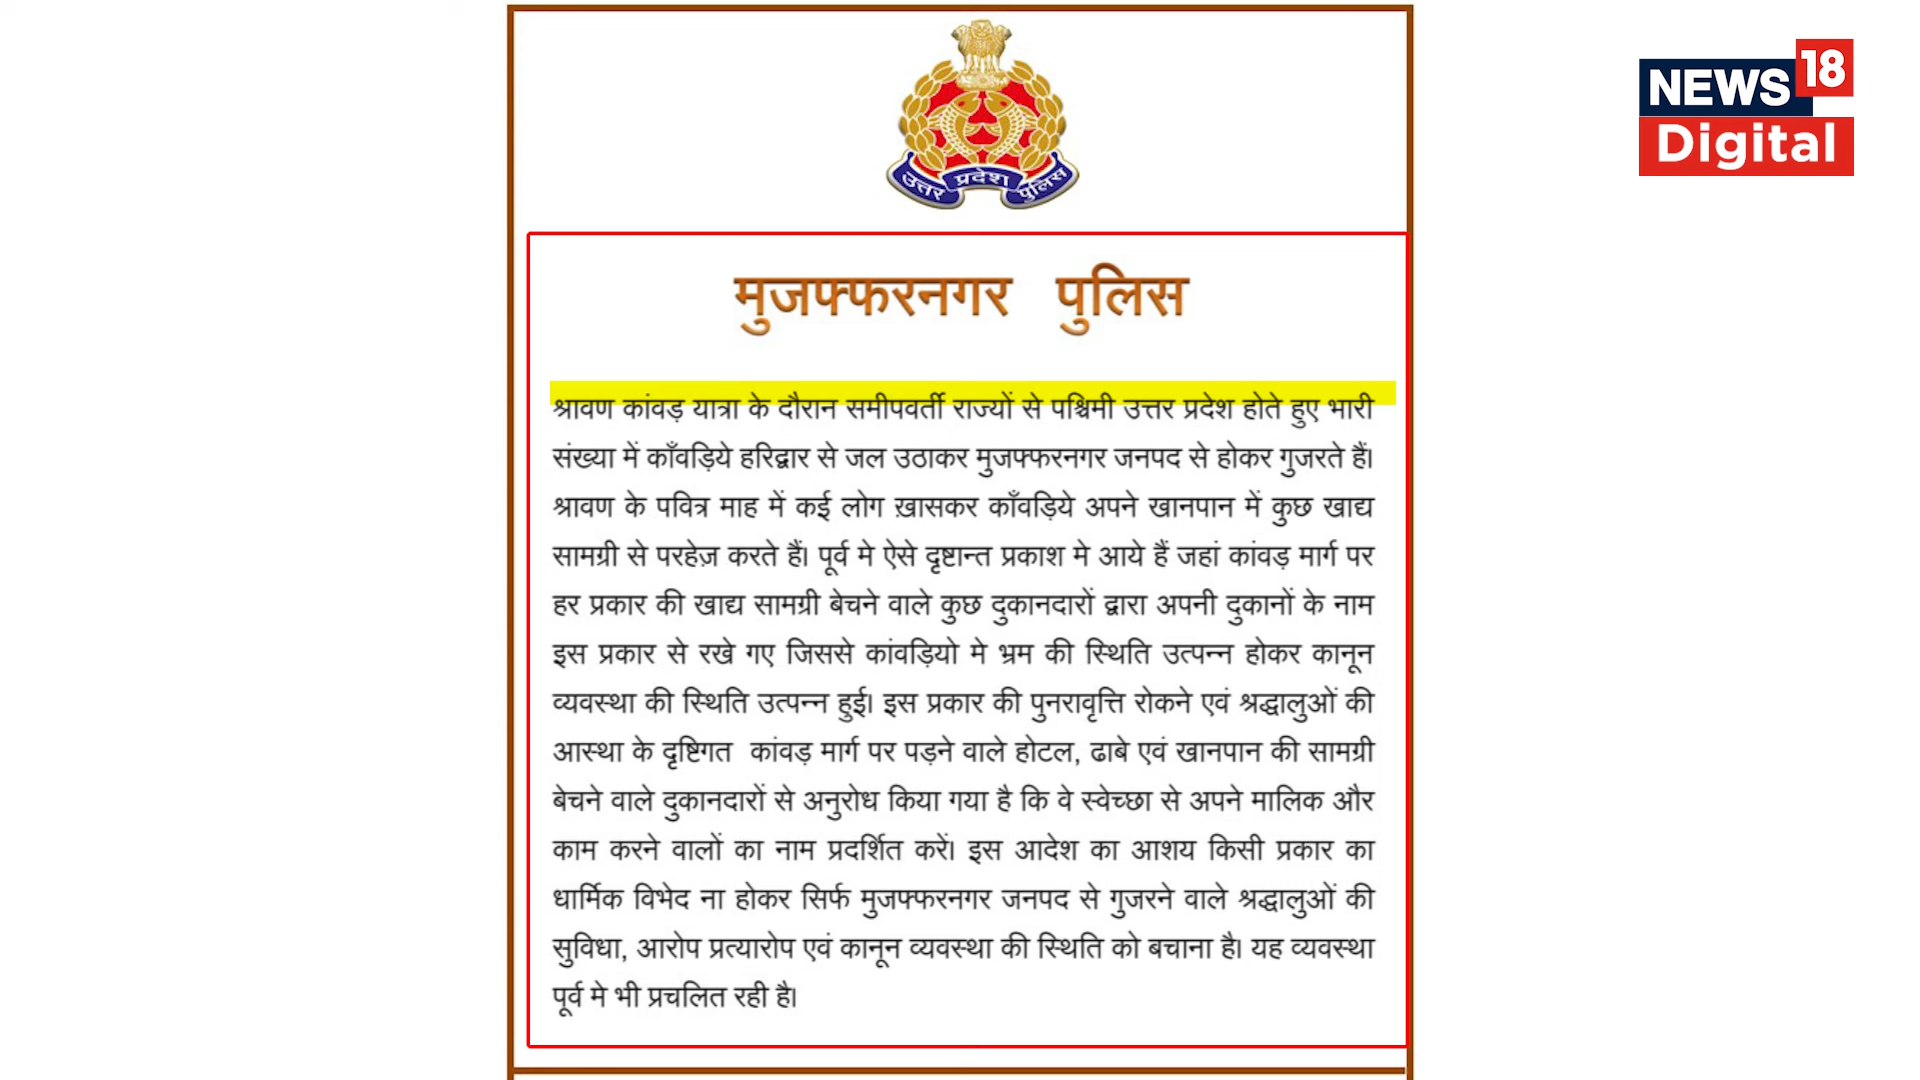 NEWS 18
Digital
उत्तर प्रदेश पुलिस
मुजफ्फरनगर पुलिस
श्रावण कांवड़ यात्रा के दौरान समीपवर्ती राज्यों से पश्चिमी उत्तर प्रदेश होते हुए भारी
संख्या में काँवड़िये हरिद्वार से जल उठाकर मुजफ्फरनगर जनपद से होकर गुजरते हैं।
श्रावण के पवित्र माह में कई लोग ख़ासकर काँवड़िये अपने खानपान में कुछ खाद्य
सामग्री से परहेज़ करते हैं। पूर्व मे ऐसे दृष्टान्त प्रकाश मे आये हैं जहां कांवड़ मार्ग पर
हर प्रकार की खाद्य सामग्री बेचने वाले कुछ दुकानदारों द्वारा अपनी दुकानों के नाम
इस प्रकार से रखे गए जिससे कांवड़ियो मे भ्रम की स्थिति उत्पन्न होकर कानून
व्यवस्था की स्थिति उत्पन्न हुई। इस प्रकार की पुनरावृत्ति रोकने एवं श्रद्धालुओं की
आस्था के दृष्टिगत कांवड़ मार्ग पर पड़ने वाले होटल, ढाबे एवं खानपान की सामग्री
बेचने वाले दुकानदारों से अनुरोध किया गया है कि वे स्वेच्छा से अपने मालिक और
काम करने वालों का नाम प्रदर्शित करें। इस आदेश का आशय किसी प्रकार का
धार्मिक विभेद ना होकर सिर्फ मुजफ्फरनगर जनपद से गुजरने वाले श्रद्धालुओं की
सुविधा, आरोप प्रत्यारोप एवं कानून व्यवस्था की स्थिति को बचाना है। यह व्यवस्था
पूर्व मे भी प्रचलित रही है।